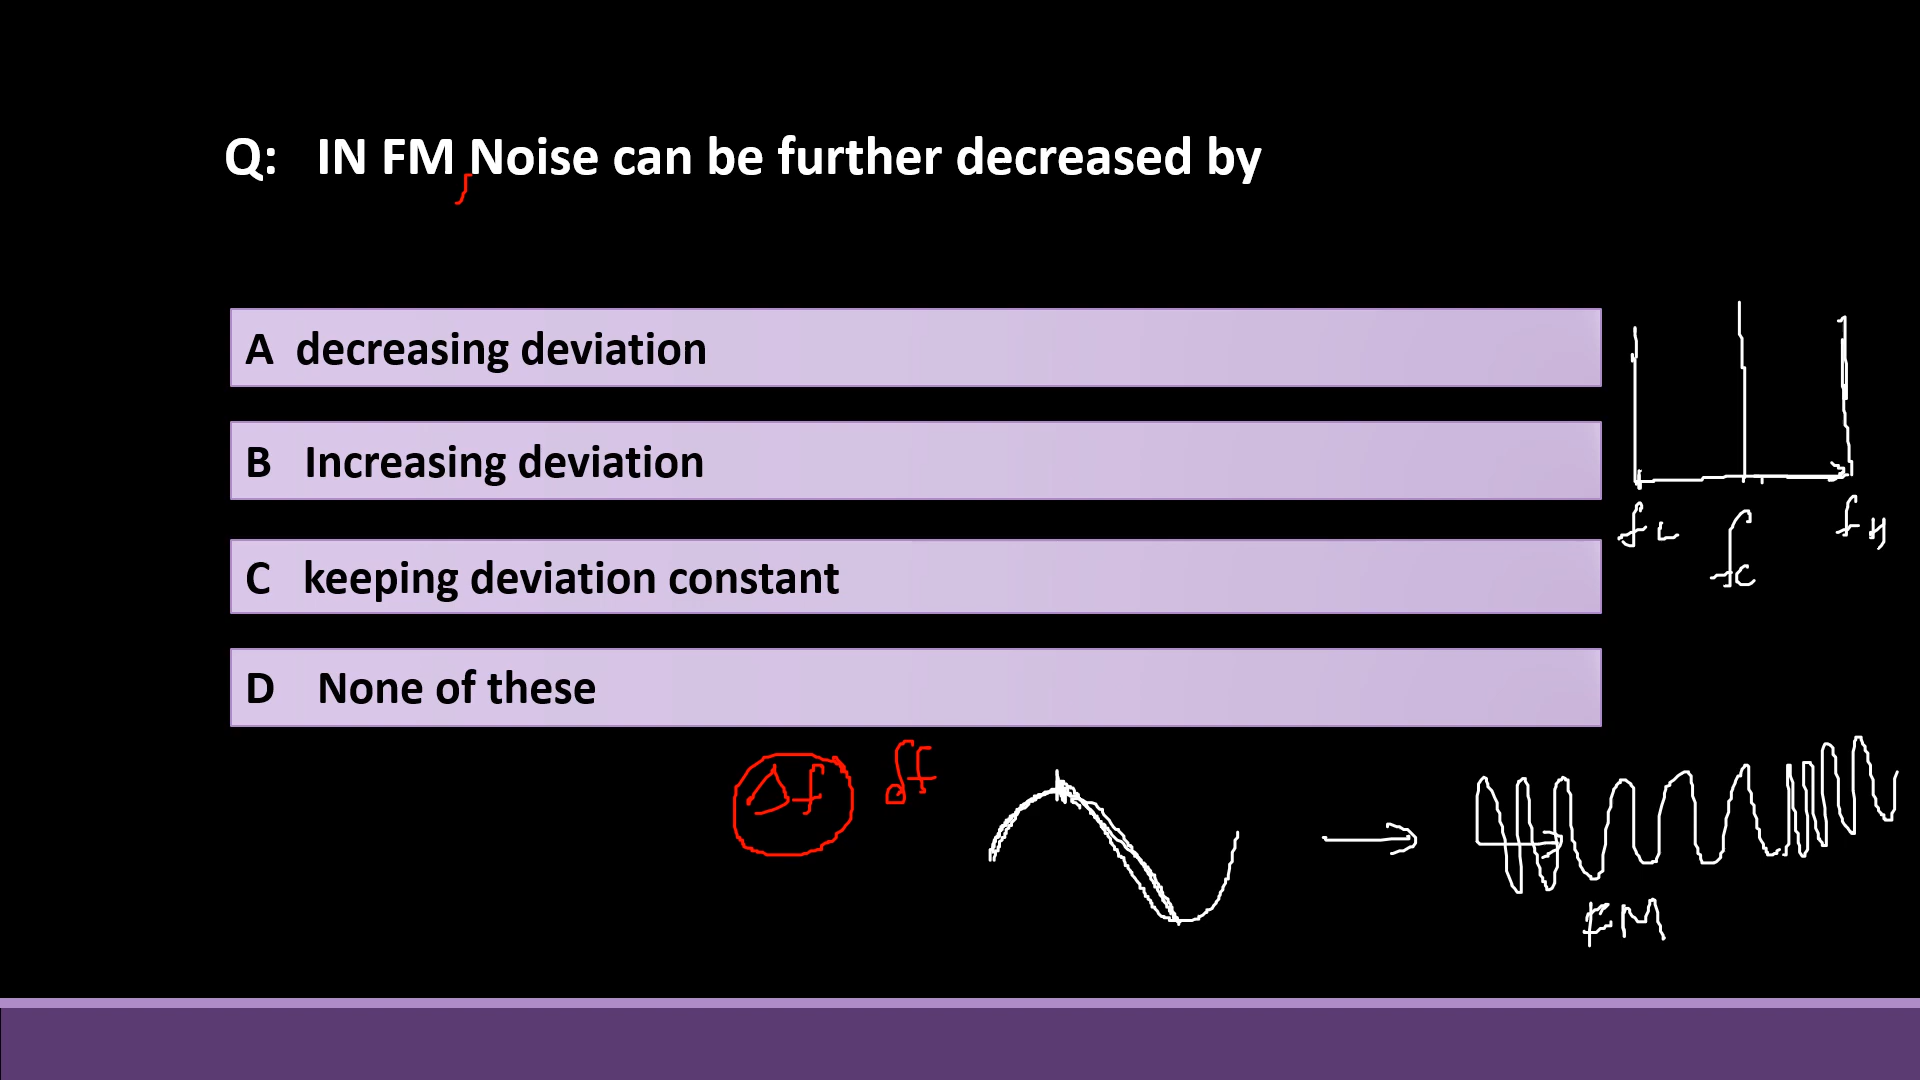 Q: IN FM, Noise can be further decreased by
A decreasing deviation
B Increasing deviation
C keeping deviation constant
D None of these
fL fc fH
Δf df
FM